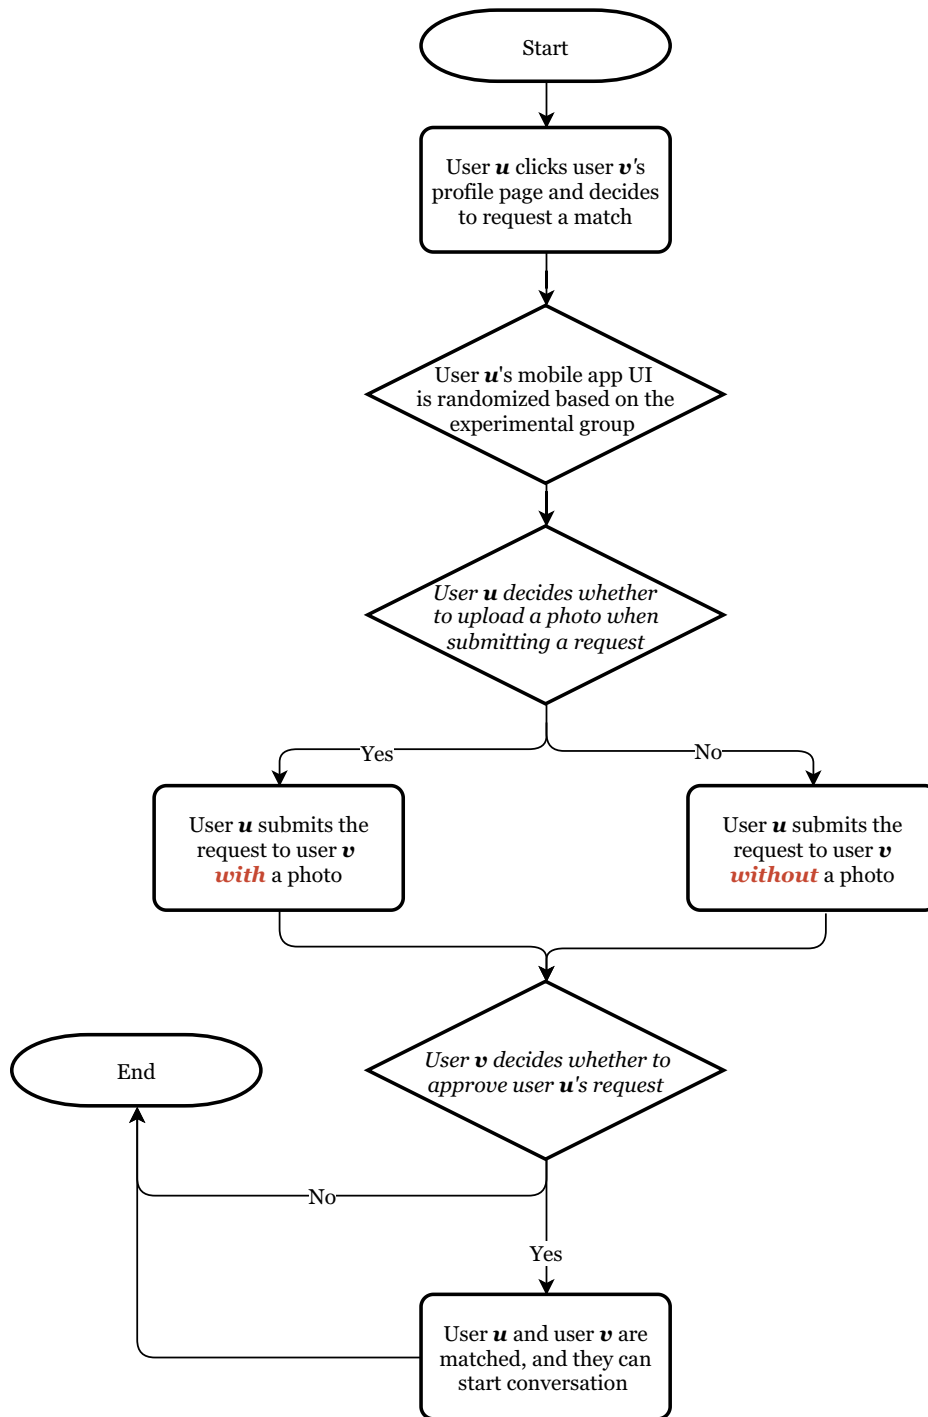 Start
User u clicks user v's
profile page and decides
to request a match
User u's mobile app UI
is randomized based on the
experimental group
User u decides whether
to upload a photo when
submitting a request
Yes
No
User u submits the
request to user v
with a photo
User u submits the
request to user v
without a photo
User v decides whether to
approve user u's request
End
No
Yes
User u and user v are
matched, and they can
start conversation